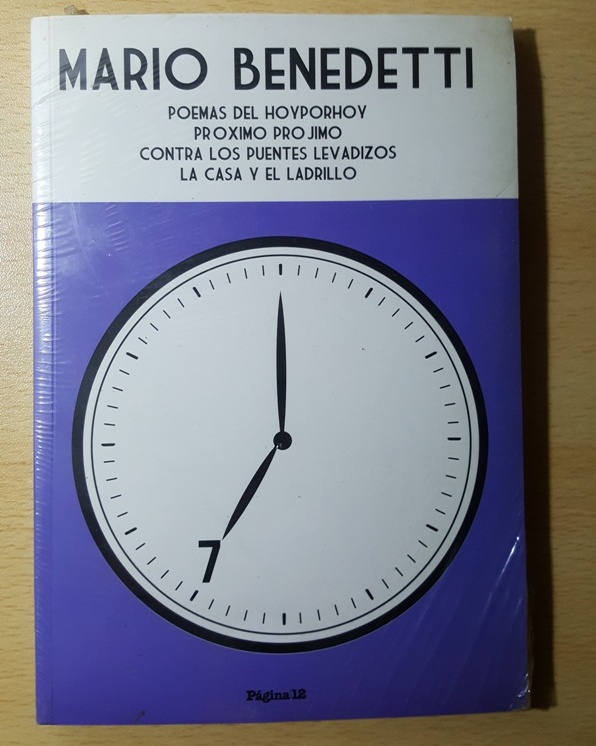 MARIO BENEDETTI
POEMAS DEL HOYPORHOY
PROXIMO PROJIMO
CONTRA LOS PUENTES LEVADIZOS
LA CASA Y EL LADRILLO
7
Página12